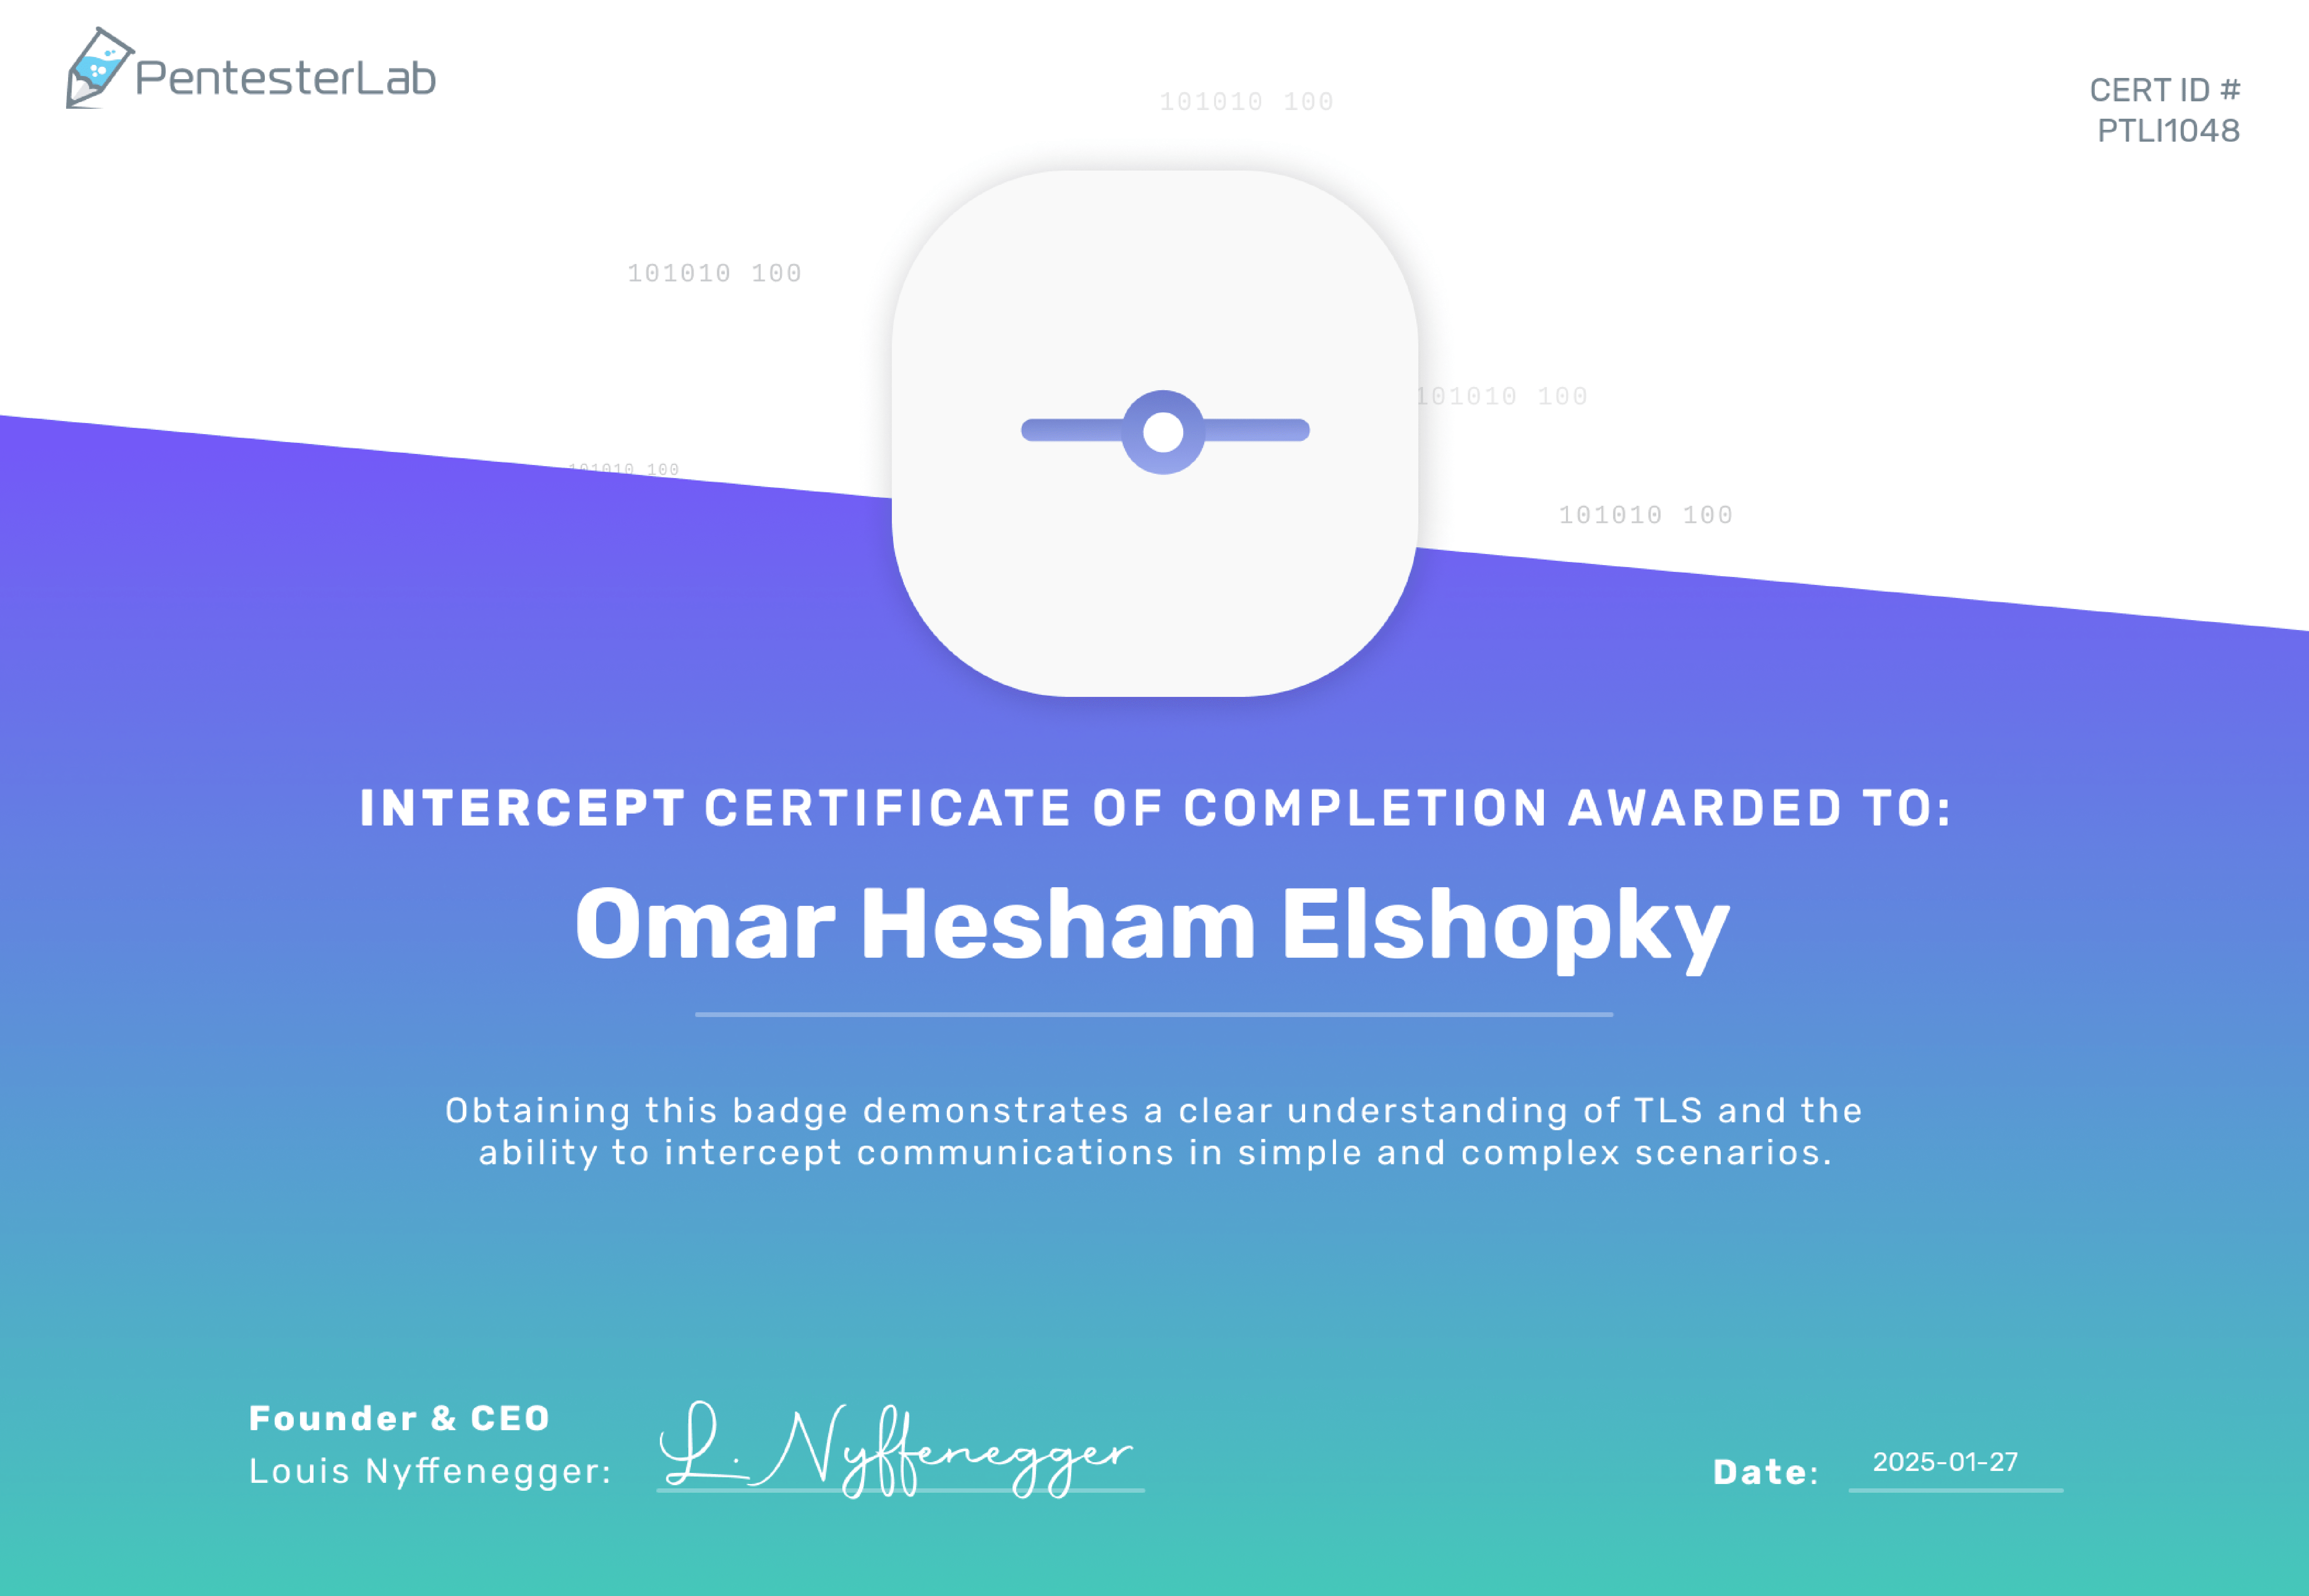 PentesterLab
CERT ID #
PTLI1048
101010 100
101010 100
101010 100
101010 100
101010 100
INTERCEPT CERTIFICATE OF COMPLETION AWARDED TO:
Omar Hesham Elshopky
Obtaining this badge demonstrates a clear understanding of TLS and the
ability to intercept communications in simple and complex scenarios.
Founder & CEO
Louis Nyffenegger:
L. Nyffenegger
Date:
2025-01-27